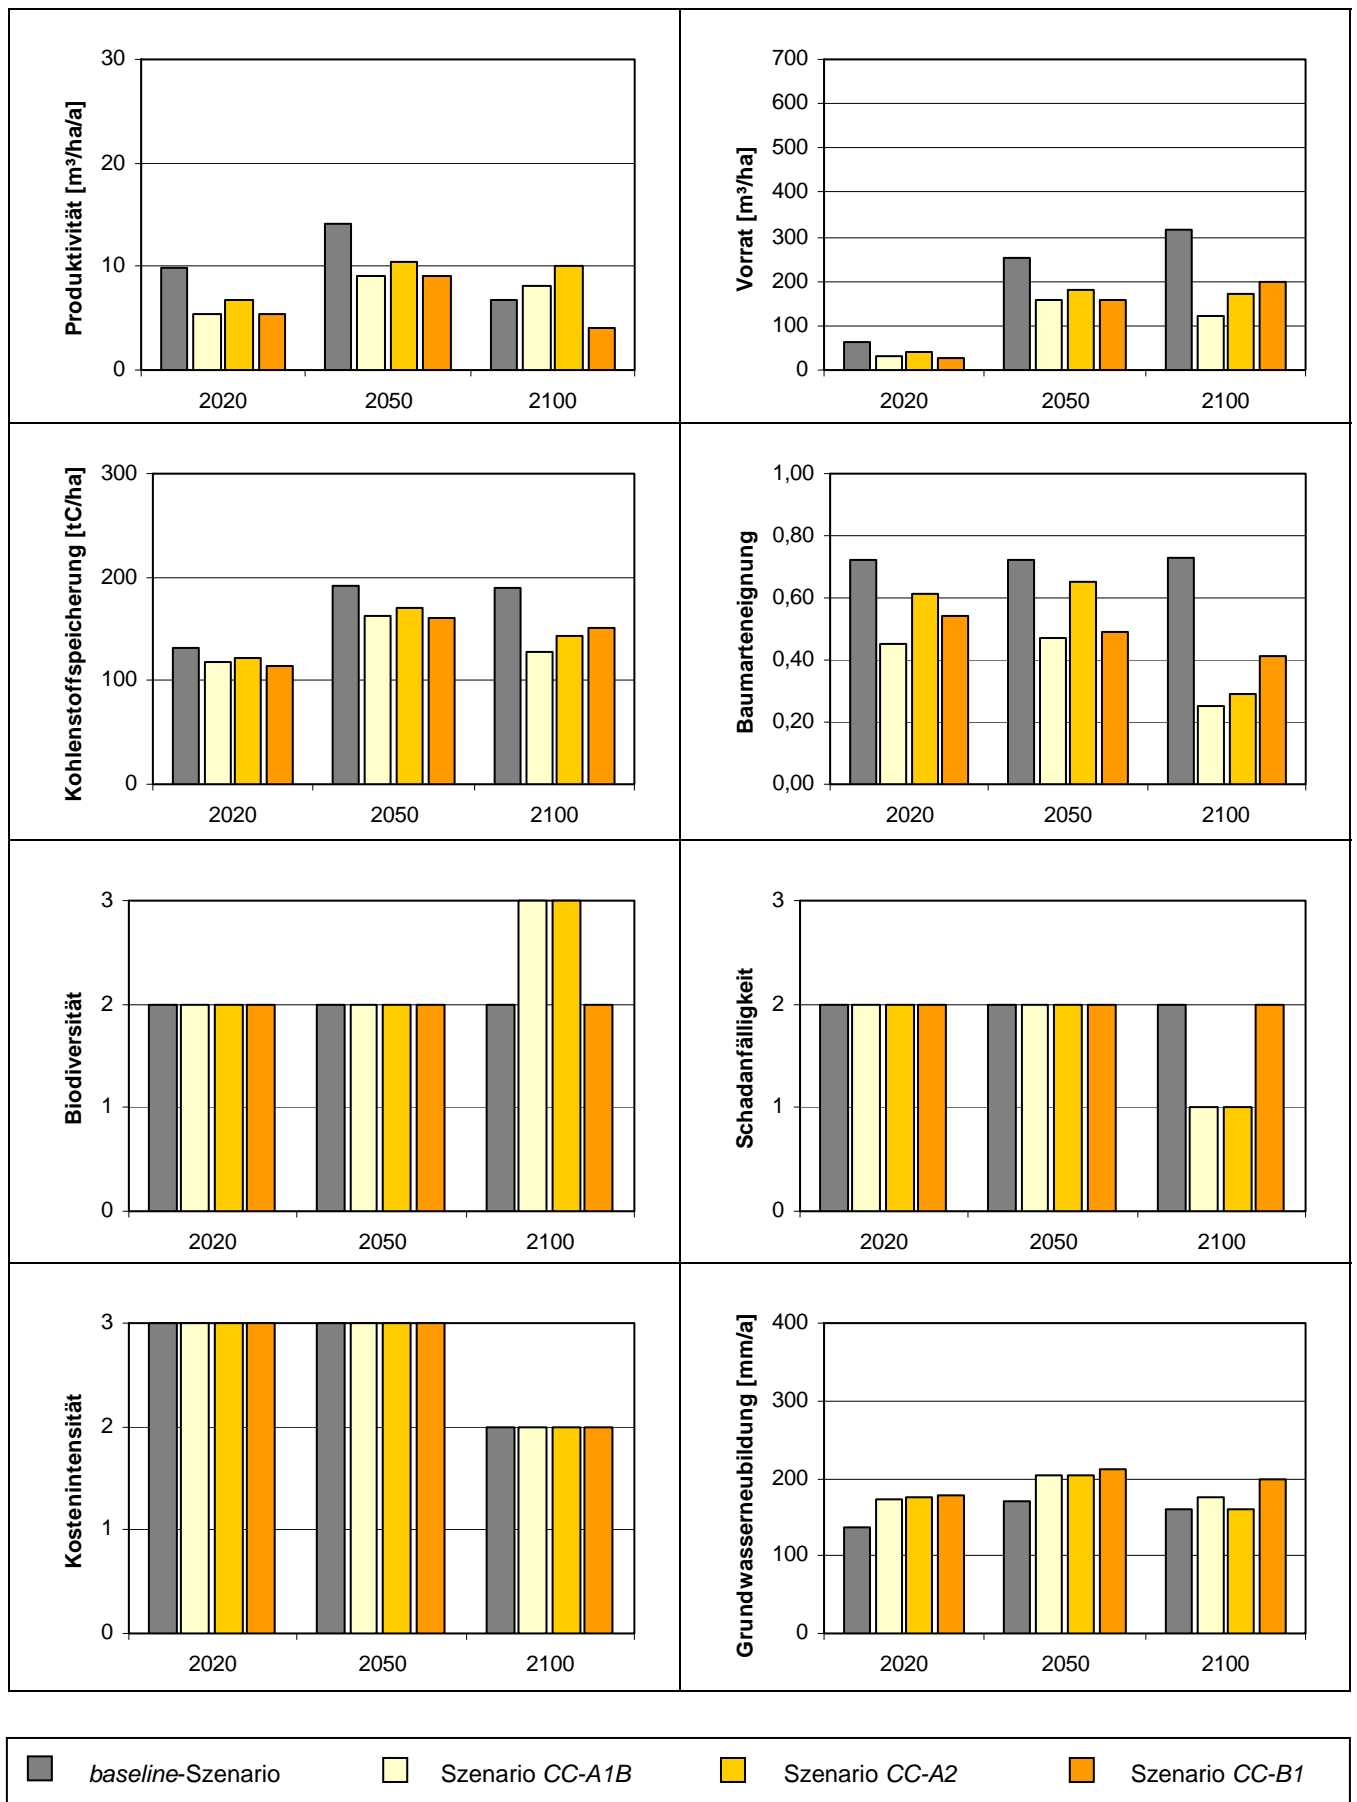 Produktivität [m³/ha/a]
30
20
10
0
2020 2050 2100
Vorrat [m³/ha]
700
600
500
400
300
200
100
0
2020 2050 2100
Kohlenstoffspeicherung [tC/ha]
300
200
100
0
2020 2050 2100
Baumarteneignung
1,00
0,80
0,60
0,40
0,20
0,00
2020 2050 2100
Biodiversität
3
2
1
0
2020 2050 2100
Schadanfälligkeit
3
2
1
0
2020 2050 2100
Kostenintensität
3
2
1
0
2020 2050 2100
Grundwasserneubildung [mm/a]
400
300
200
100
0
2020 2050 2100
baseline-Szenario Szenario CC-A1B Szenario CC-A2 Szenario CC-B1